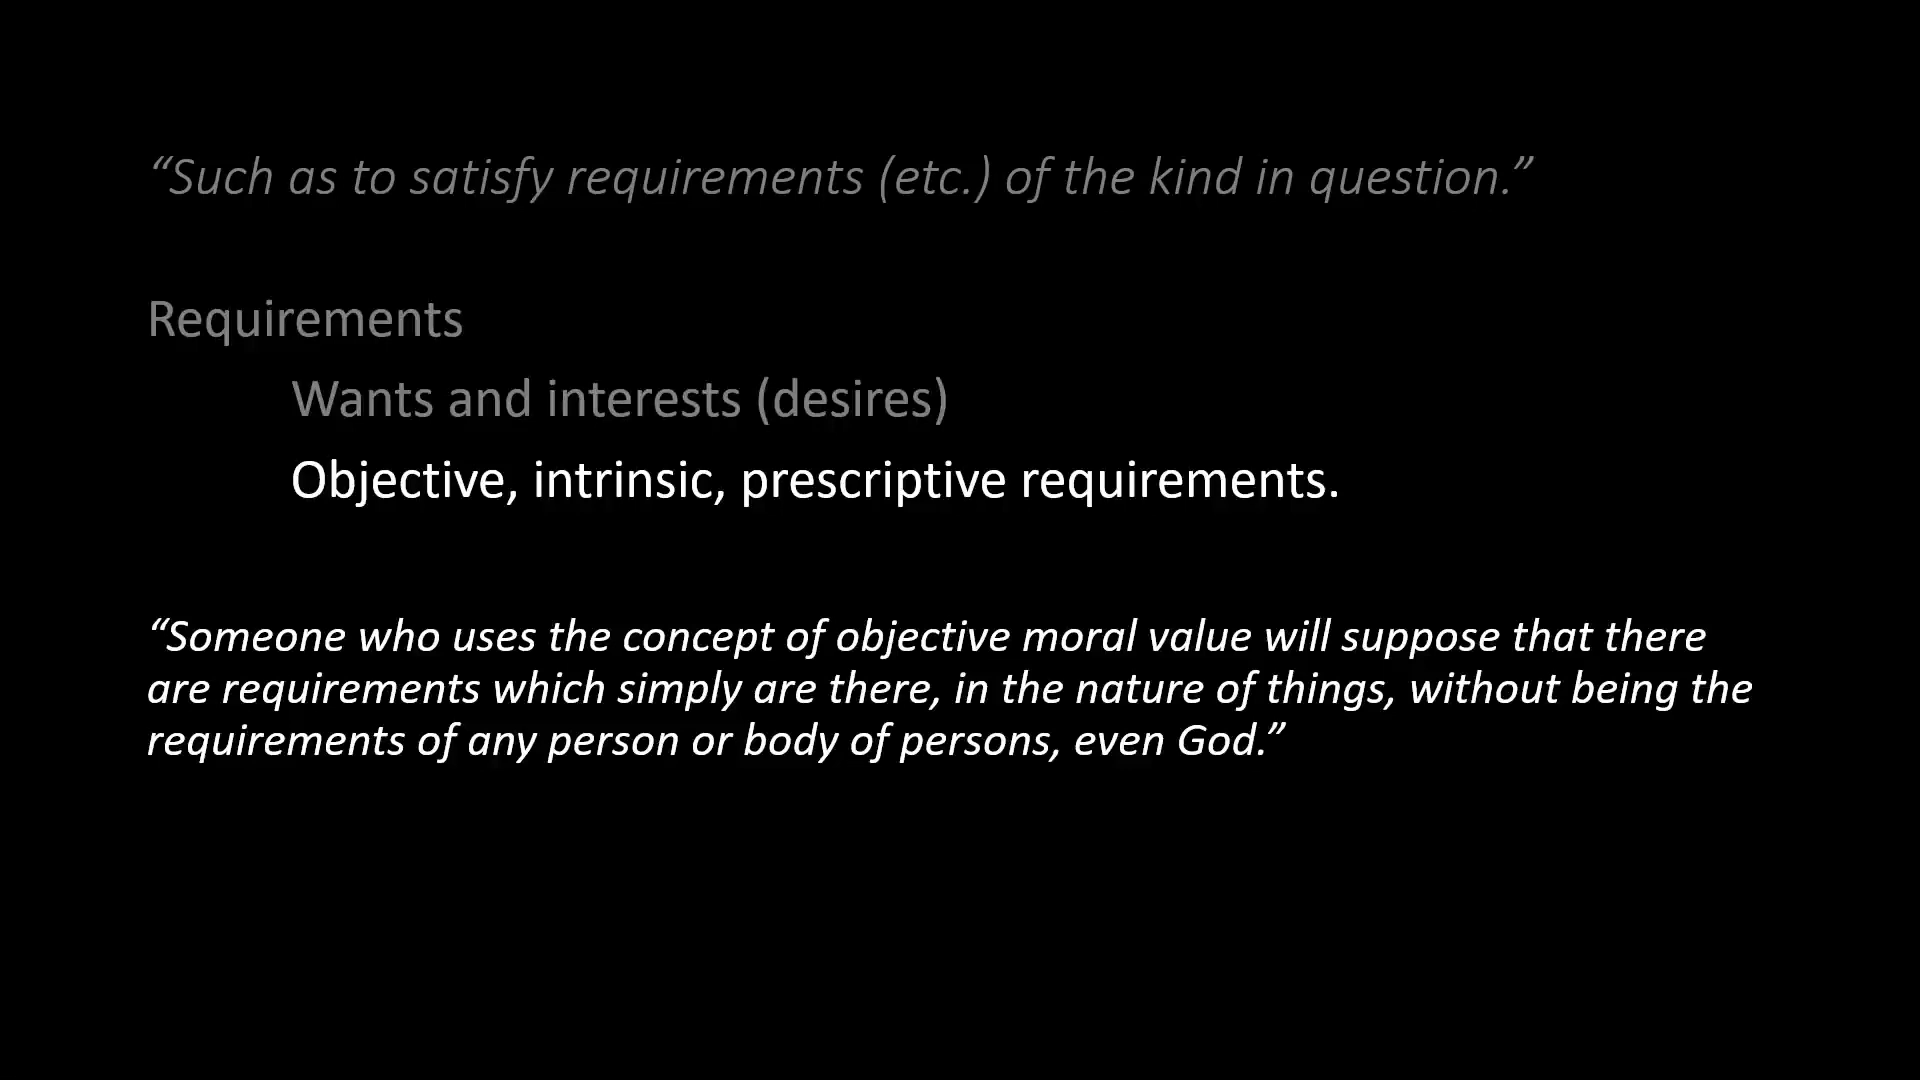 “Such as to satisfy requirements (etc.) of the kind in question.”
Requirements
Wants and interests (desires)
Objective, intrinsic, prescriptive requirements.
“Someone who uses the concept of objective moral value will suppose that there
are requirements which simply are there, in the nature of things, without being the
requirements of any person or body of persons, even God.”